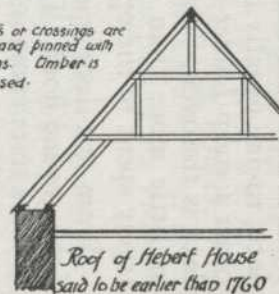 s or crossings are
and pinned with
ns. Timber is
sed.
Roof of Hebert House
said to be earlier than 1760